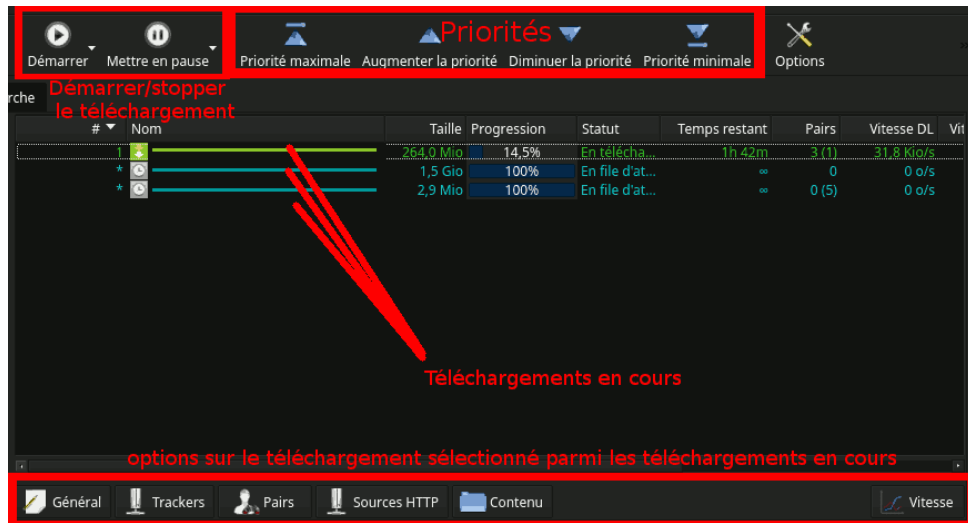 Priorités
Démarrer Mettre en pause Priorité maximale Augmenter la priorité Diminuer la priorité Priorité minimale Options
Démarrer/stopper
le téléchargement
rche
# Nom Taille Progression Statut Temps restant Pairs Vitesse DL Vit
1 264,0 Mio 14,5% En télécha... 1h 42m 3 (1) 31,8 Kio/s
* 1,5 Gio 100% En file d'at... ∞ 0 0 o/s
* 2,9 Mio 100% En file d'at... ∞ 0 (5) 0 o/s
Téléchargements en cours
options sur le téléchargement sélectionné parmi les téléchargements en cours
Général Trackers Pairs Sources HTTP Contenu Vitesse